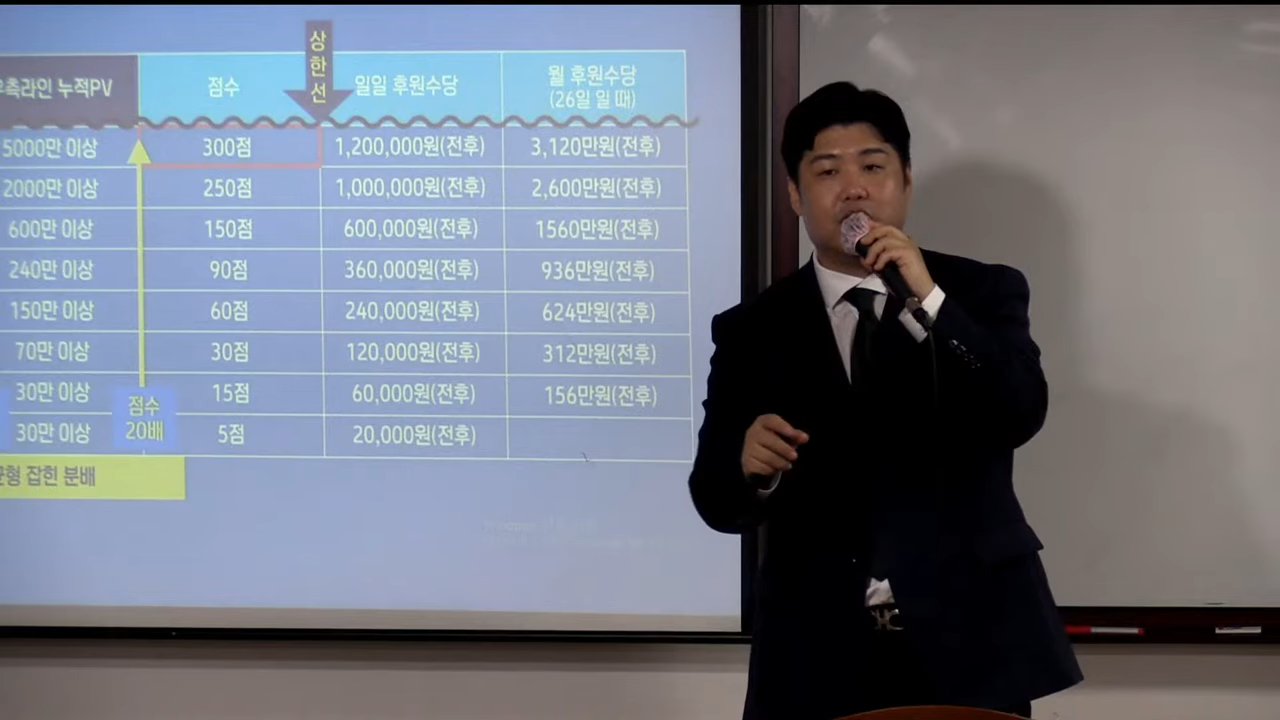 상한선
우측라인 누적PV 점수 일일 후원수당 월 후원수당
(26일 일 때)
5000만 이상 300점 1,200,000원(전후) 3,120만원(전후)
2000만 이상 250점 1,000,000원(전후) 2,600만원(전후)
600만 이상 150점 600,000원(전후) 1560만원(전후)
240만 이상 90점 360,000원(전후) 936만원(전후)
150만 이상 60점 240,000원(전후) 624만원(전후)
70만 이상 30점 120,000원(전후) 312만원(전후)
30만 이상 15점 60,000원(전후) 156만원(전후)
30만 이상 5점 20,000원(전후)
점수
20배
균형 잡힌 분배